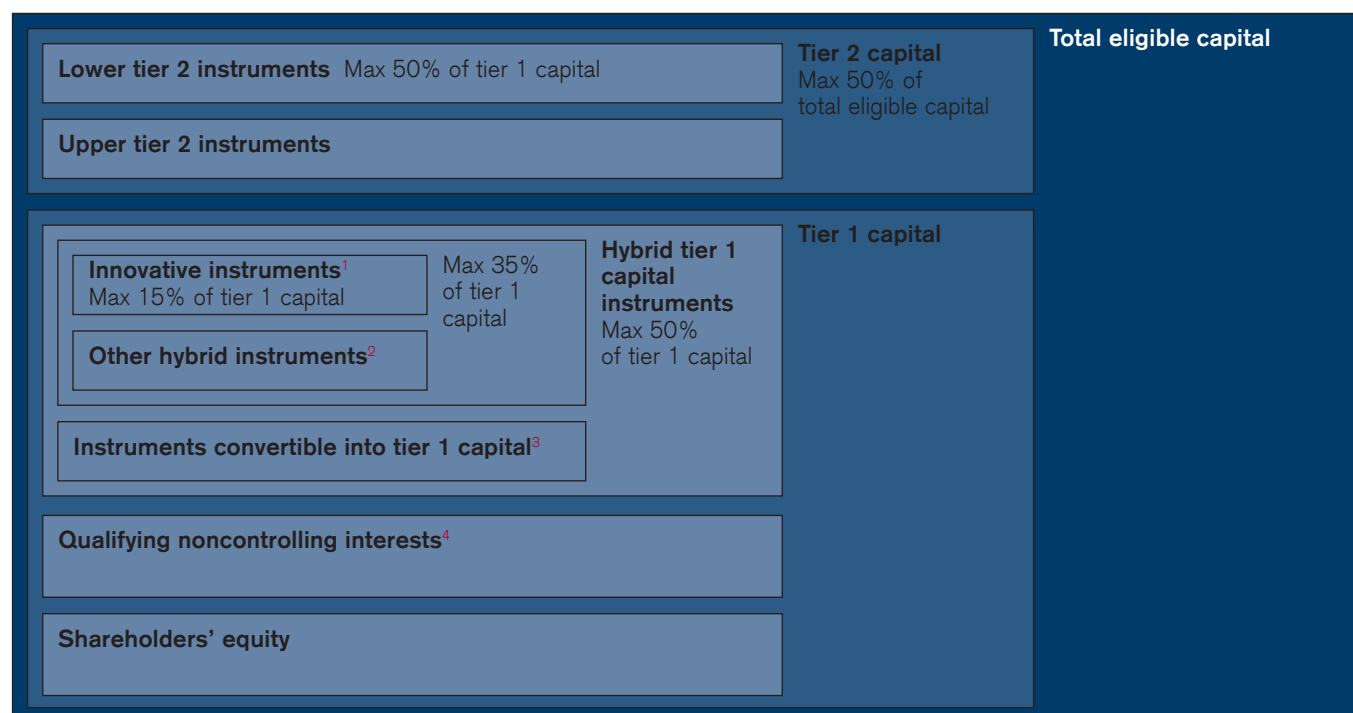 Total eligible capital
Tier 2 capital
Max 50% of
total eligible capital
Lower tier 2 instruments Max 50% of tier 1 capital
Upper tier 2 instruments
Tier 1 capital
Hybrid tier 1
capital
instruments
Max 50%
of tier 1 capital
Max 35%
of tier 1
capital
Innovative instruments1
Max 15% of tier 1 capital
Other hybrid instruments2
Instruments convertible into tier 1 capital3
Qualifying noncontrolling interests4
Shareholders’ equity